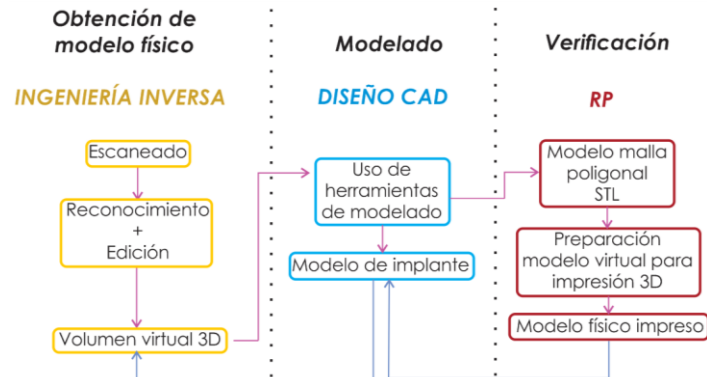 Obtención de
modelo físico
INGENIERÍA INVERSA
Escaneado
Reconocimiento
+
Edición
Volumen virtual 3D
Modelado
DISEÑO CAD
Uso de
herramientas
de modelado
Modelo de implante
Verificación
RP
Modelo malla
poligonal
STL
Preparación
modelo virtual para
impresión 3D
Modelo físico impreso